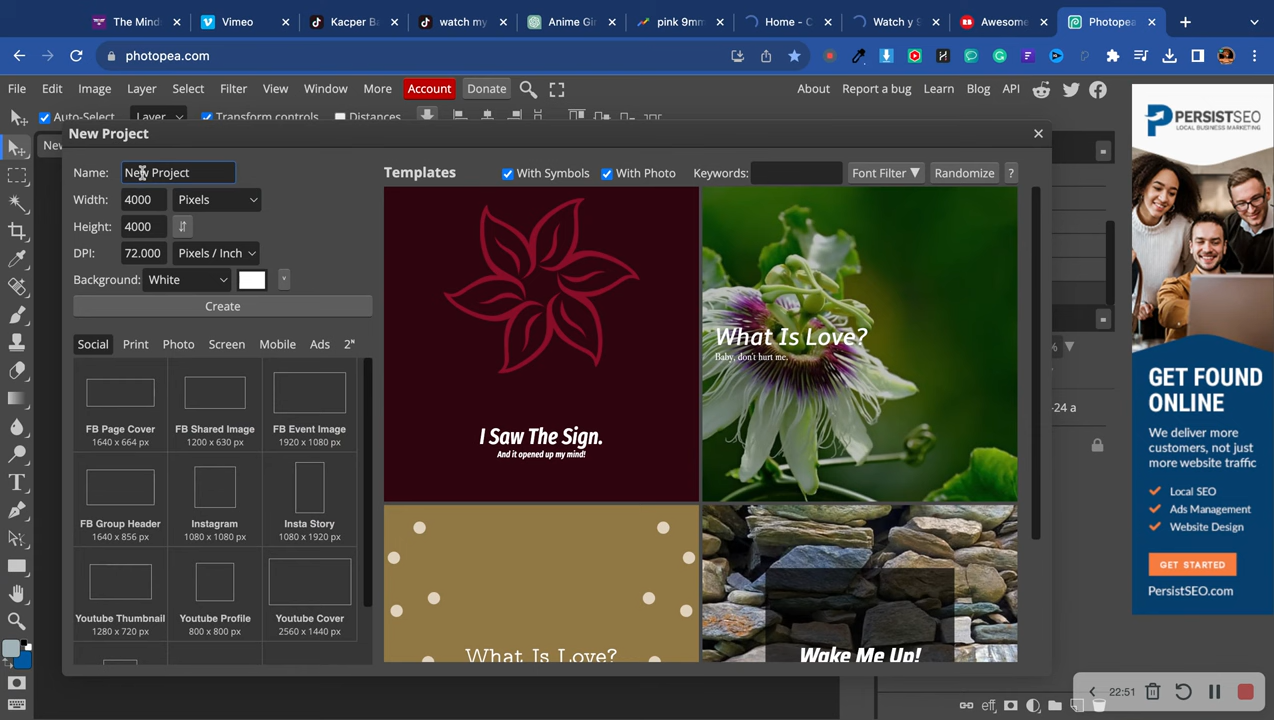 The Minds
Vimeo
Kacper Ba
watch my
Anime Gir
pink 9mm
Home - C
Watch y 9
Awesome
Photopea
photopea.com
File Edit Image Layer Select Filter View Window More Account Donate
About Report a bug Learn Blog API
Auto-Select Layer Transform controls Distances
New Project
Name: New Project
Width: 4000 Pixels
Height: 4000
DPI: 72.000 Pixels / Inch
Background: White
Create
Social Print Photo Screen Mobile Ads 2ⁿ
FB Page Cover FB Shared Image FB Event Image
1640 x 664 px 1200 x 630 px 1920 x 1080 px
FB Group Header Instagram Insta Story
1640 x 856 px 1080 x 1080 px 1080 x 1920 px
Youtube Thumbnail Youtube Profile Youtube Cover
1280 x 720 px 800 x 800 px 2560 x 1440 px
Templates With Symbols With Photo Keywords: Font Filter ▼ Randomize ?
I Saw The Sign.
And it opened up my mind!
What Is Love?
Baby, don't hurt me.
What Is Love?
Wake Me Up!
-24 a
PERSISTSEO
LOCAL BUSINESS MARKETING
GET FOUND
ONLINE
We deliver more
customers, not just
more website traffic
Local SEO
Ads Management
Website Design
GET STARTED
PersistSEO.com
22:51
eff